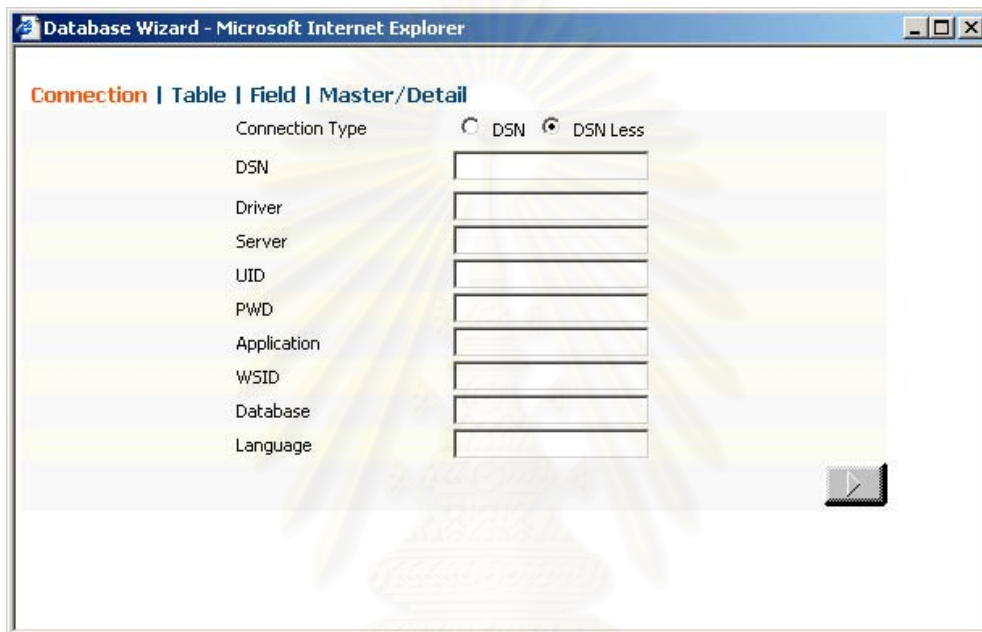 Database Wizard - Microsoft Internet Explorer
Connection | Table | Field | Master/Detail
Connection Type DSN DSN Less
DSN
Driver
Server
UID
PWD
Application
WSID
Database
Language